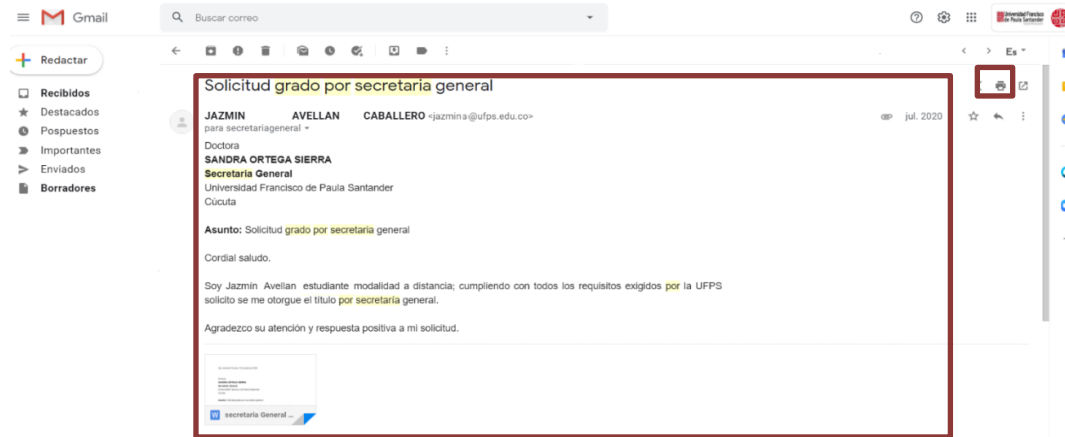 Gmail
Buscar correo
Universidad Francisco
de Paula Santander
Redactar
Es
Recibidos
Destacados
Pospuestos
Importantes
Enviados
Borradores
Solicitud grado por secretaria general
JAZMIN AVELLAN CABALLERO <jazmina@ufps.edu.co>
jul. 2020
para secretariageneral
Doctora
SANDRA ORTEGA SIERRA
Secretaria General
Universidad Francisco de Paula Santander
Cúcuta
Asunto: Solicitud grado por secretaria general
Cordial saludo.
Soy Jazmín Avellan estudiante modalidad a distancia; cumpliendo con todos los requisitos exigidos por la UFPS
solicito se me otorgue el título por secretaría general.
Agradezco su atención y respuesta positiva a mi solicitud.
W secretaria General ...